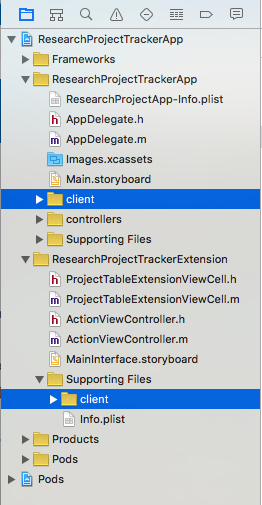 ResearchProjectTrackerApp
Frameworks
ResearchProjectTrackerApp
ResearchProjectApp-Info.plist
h AppDelegate.h
m AppDelegate.m
Images.xcassets
Main.storyboard
client
controllers
Supporting Files
ResearchProjectTrackerExtension
h ProjectTableExtensionViewCell.h
m ProjectTableExtensionViewCell.m
h ActionViewController.h
m ActionViewController.m
MainInterface.storyboard
Supporting Files
client
Info.plist
Products
Pods
Pods